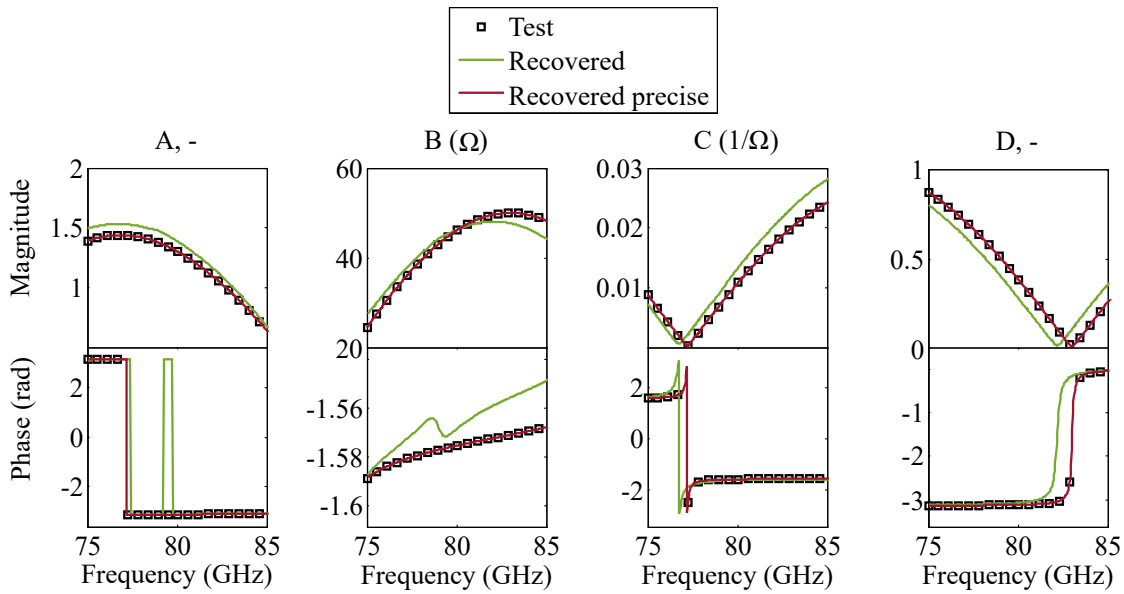 Test
Recovered
Recovered precise
A, -
B (Ω)
C (1/Ω)
D, -
Magnitude
2
1.5
1
60
40
20
0.03
0.02
0.01
1
0.5
0
Phase (rad)
2
0
-2
20
-1.56
-1.58
-1.6
2
0
-2
0
-1
-2
-3
75 80 85
75 80 85
75 80 85
75 80 85
Frequency (GHz)
Frequency (GHz)
Frequency (GHz)
Frequency (GHz)